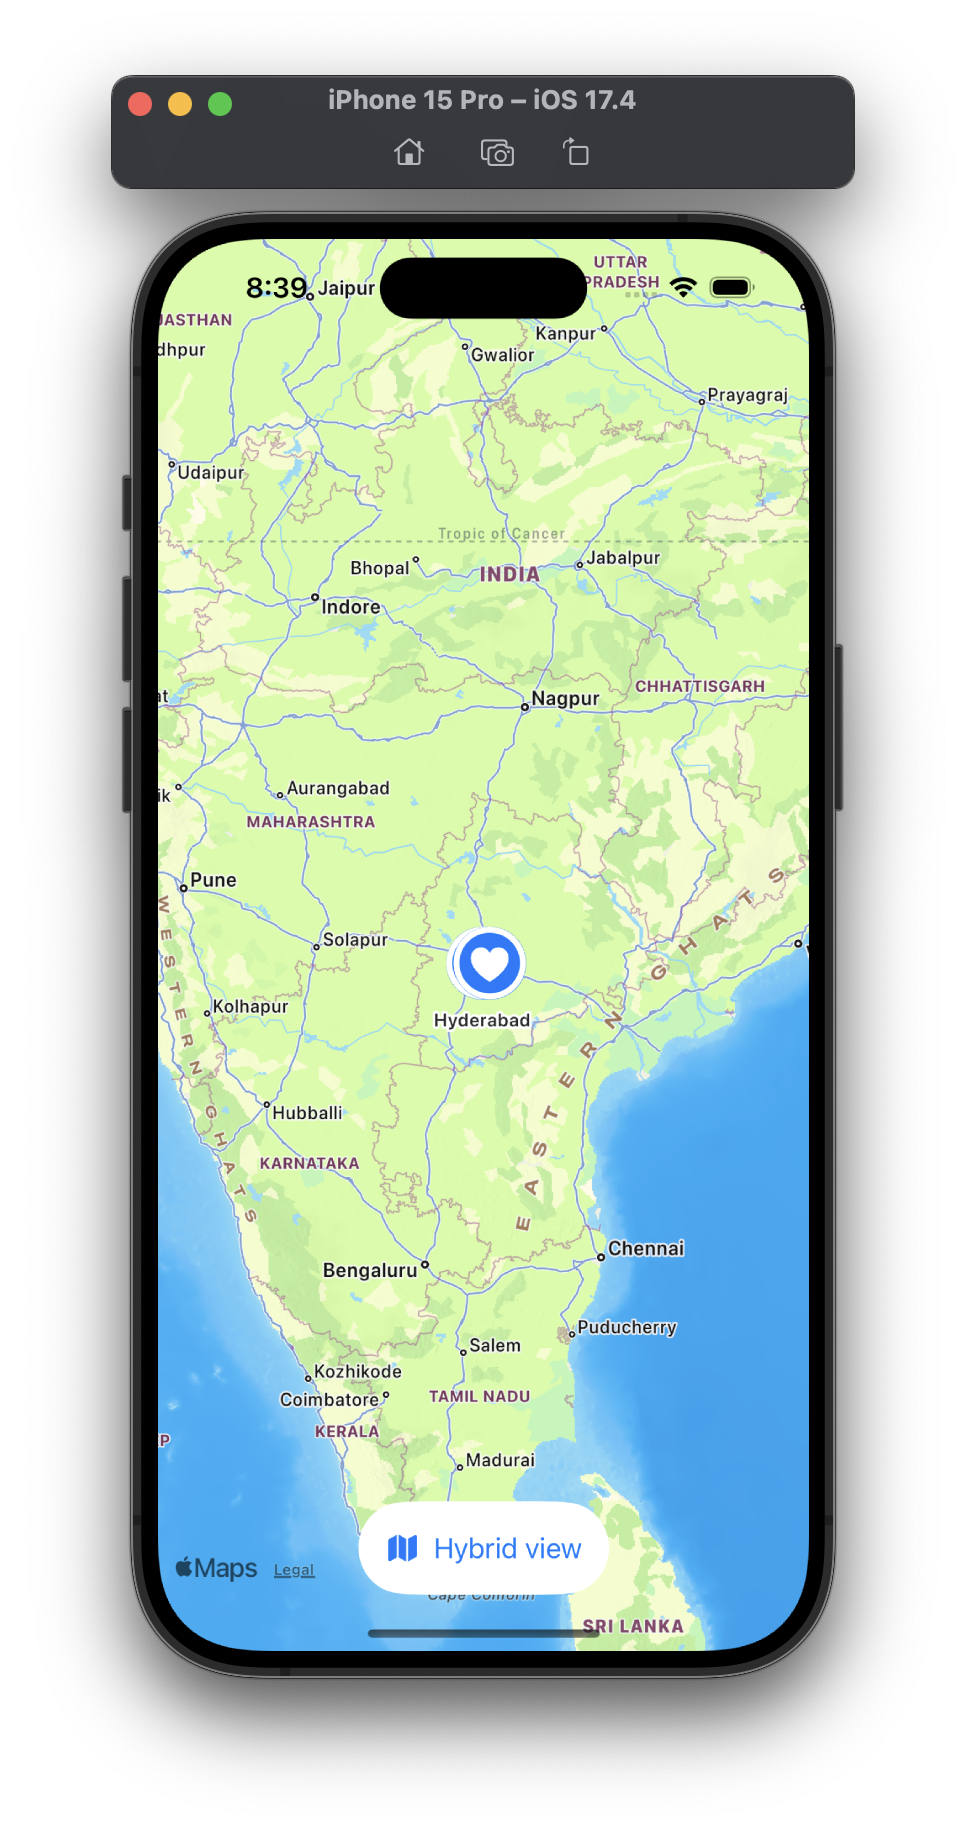 iPhone 15 Pro – iOS 17.4
8:39
Jaipur
UTTAR
PRADESH
JASTHAN
dhpur
Kanpur
Gwalior
Prayagraj
Udaipur
Tropic of Cancer
Bhopal
INDIA
Jabalpur
Indore
at
Nagpur
CHHATTISGARH
ik
Aurangabad
MAHARASHTRA
Pune
Solapur
WESTERN GHATS
EASTERN GHATS
Kolhapur
Hyderabad
Hubballi
KARNATAKA
Bengaluru
Chennai
Puducherry
Salem
Kozhikode
Coimbatore
TAMIL NADU
KERALA
EP
Madurai
Hybrid view
Maps
Legal
Cape Comorin
SRI LANKA